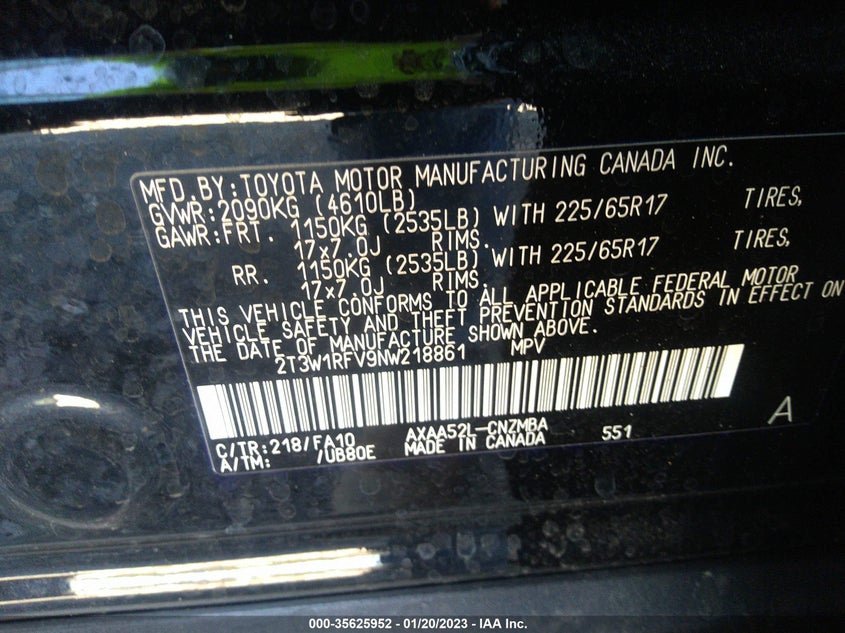 MFD.BY:TOYOTA MOTOR MANUFACTURING CANADA INC.
GVWR:2090KG (4610LB)
GAWR:FRT. 1150KG (2535LB) WITH 225/65R17 TIRES,
17x7.0J RIMS.
RR. 1150KG (2535LB) WITH 225/65R17 TIRES,
17x7.0J RIMS.
THIS VEHICLE CONFORMS TO ALL APPLICABLE FEDERAL MOTOR
VEHICLE SAFETY AND THEFT PREVENTION STANDARDS IN EFFECT ON
THE DATE OF MANUFACTURE SHOWN ABOVE.
2T3W1RFV9NW218861 MPV
A
C/TR:218/FA10 AXAA52L-CNZMBA 551
A/TM: /UB80E MADE IN CANADA
000-35625952 - 01/20/2023 - IAA Inc.